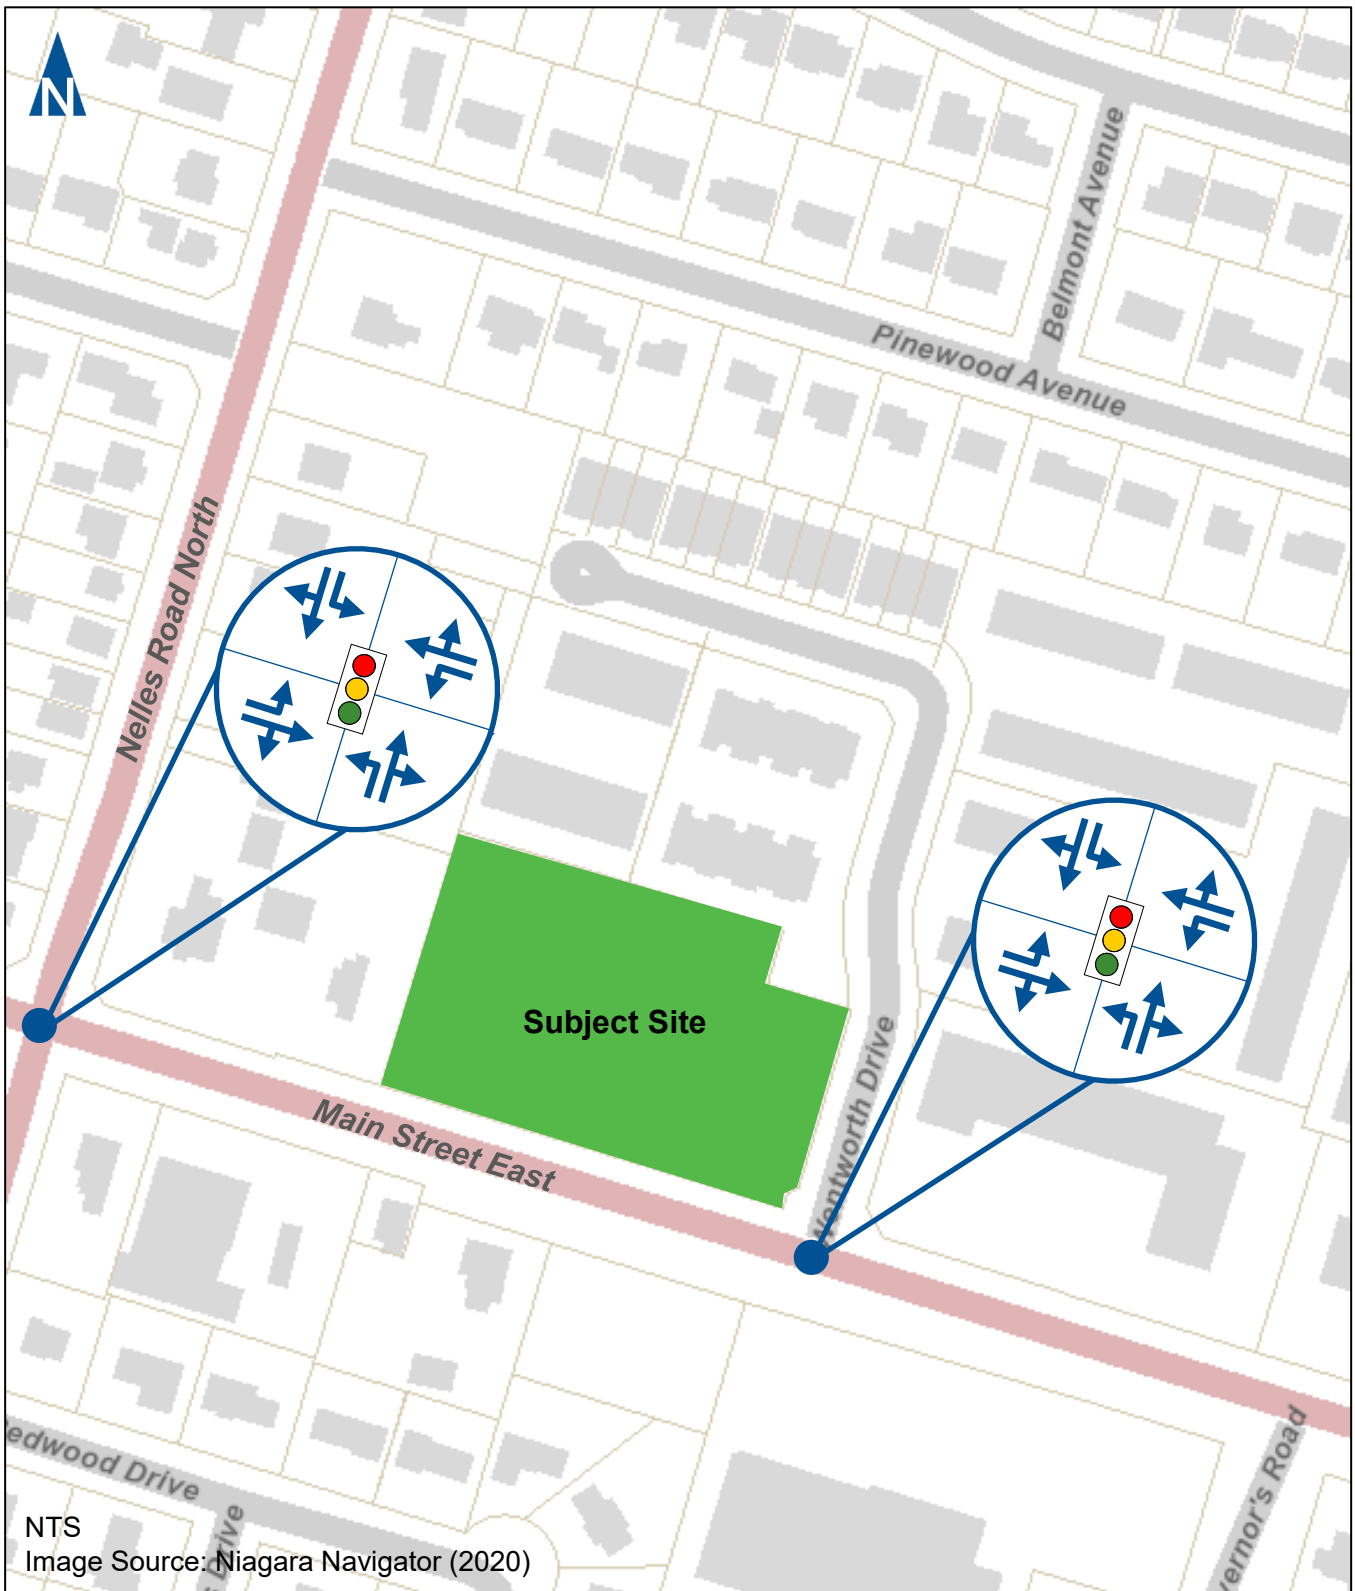 N
Belmont Avenue
Pinewood Avenue
Nelles Road North
Subject Site
Wentworth Drive
Main Street East
edwood Drive
ernor's Road
Drive
NTS
Image Source: Niagara Navigator (2020)